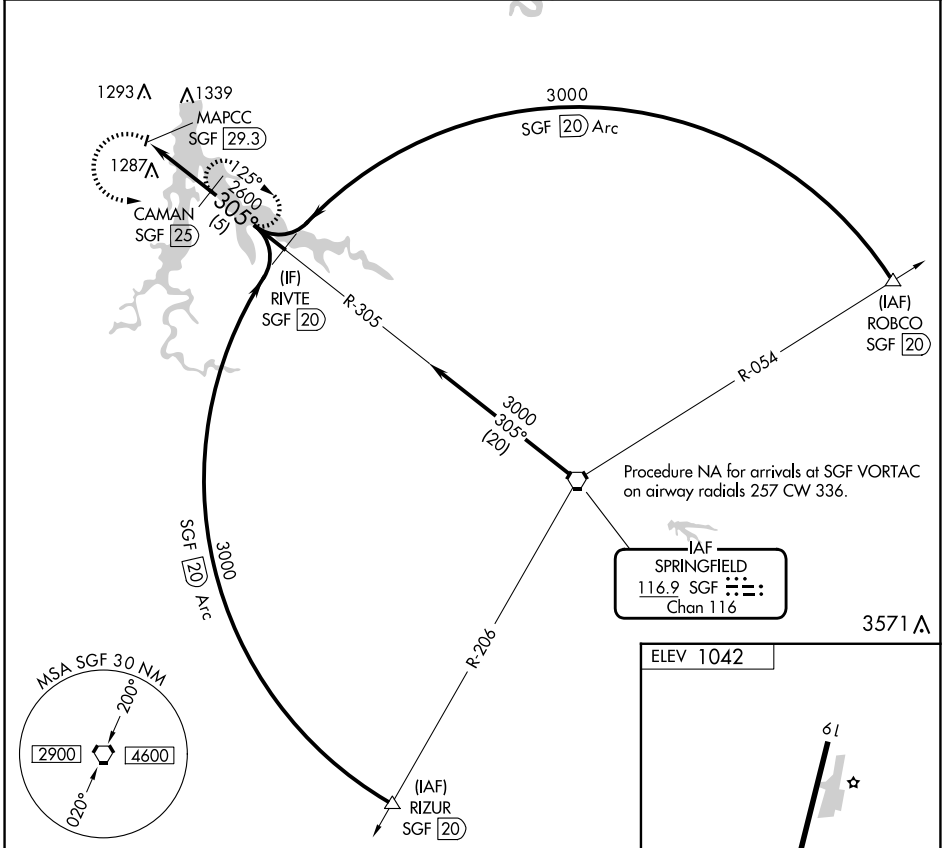 3000
SGF 20 Arc
1293
1339
MAPCC
SGF 29.3
1287
125°
2600
305°
(5)
CAMAN
SGF 25
(IF)
RIVTE
SGF 20
R-305
(IAF)
ROBCO
SGF 20
R-054
3000
305°
(20)
Procedure NA for arrivals at SGF VORTAC
on airway radials 257 CW 336.
IAF
SPRINGFIELD
116.9 SGF
Chan 116
3571
SGF 20 Arc
3000
R-206
MSA SGF 30 NM
200°
2900
4600
020°
(IAF)
RIZUR
SGF 20
ELEV 1042
61